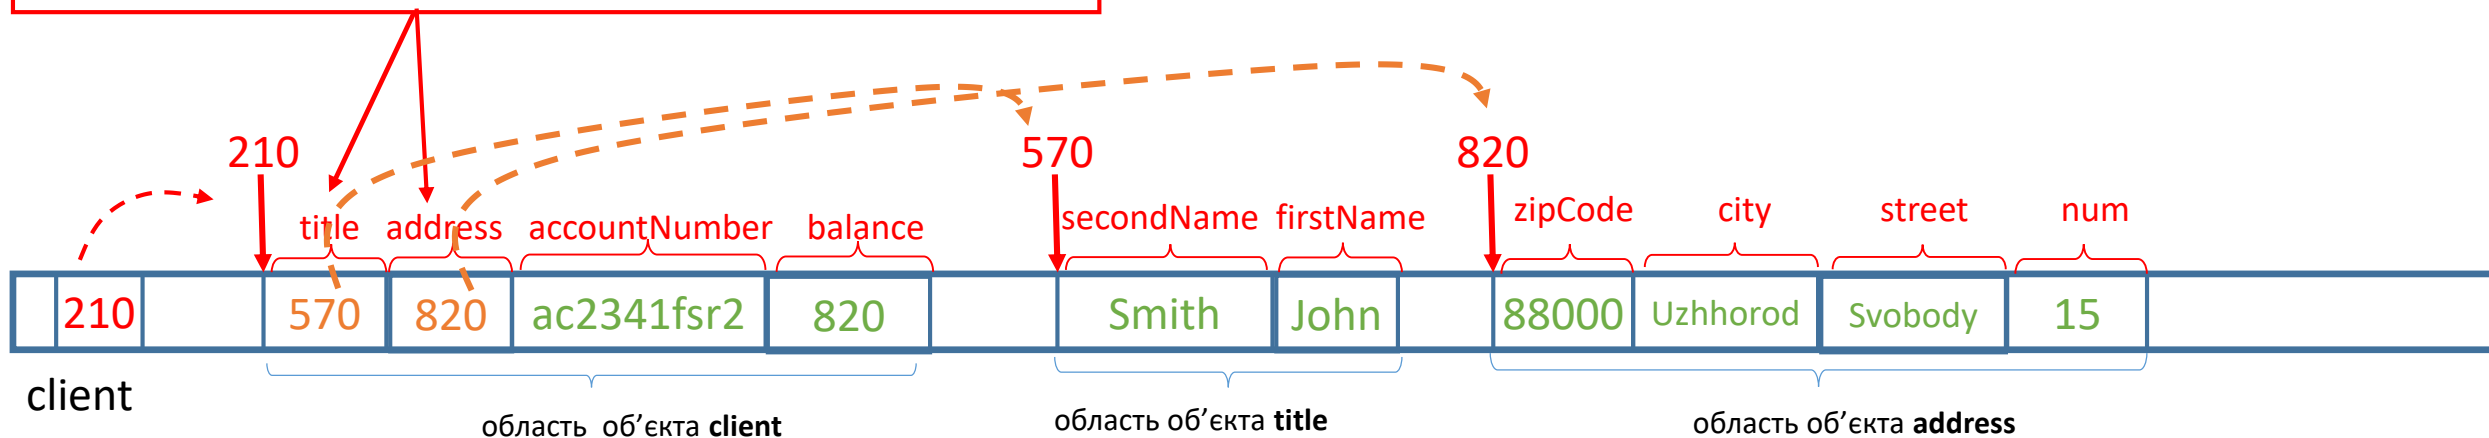 210 570 820
title address accountNumber balance secondName firstName zipCode city street num
210 570 820 ac2341fsr2 820 Smith John 88000 Uzhhorod Svobody 15
client
область об’єкта client область об’єкта title область об’єкта address